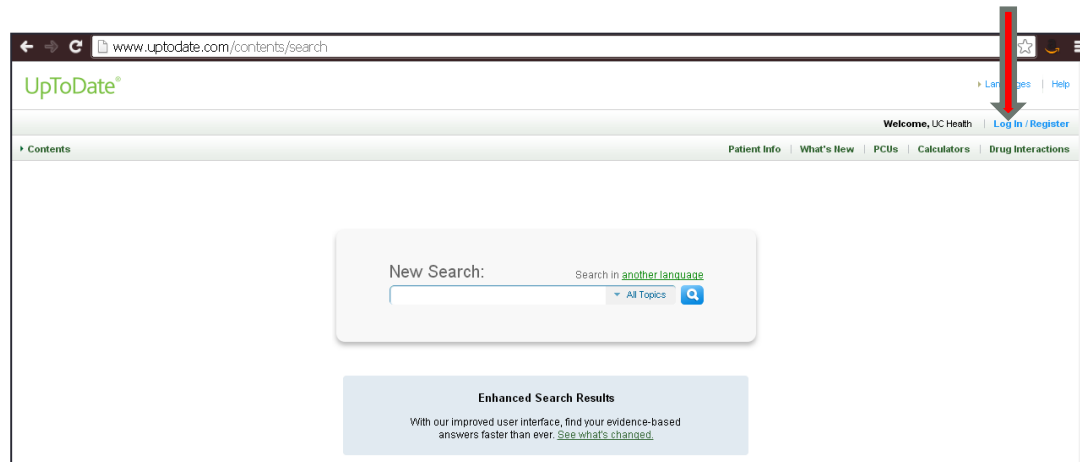 www.uptodate.com/contents/search
UpToDate®
Help
Welcome, UC Health | Log In / Register
Contents
Patient Info | What's New | PCUs | Calculators | Drug Interactions
New Search:
Search in another language
All Topics
Enhanced Search Results
With our improved user interface, find your evidence-based
answers faster than ever. See what's changed.